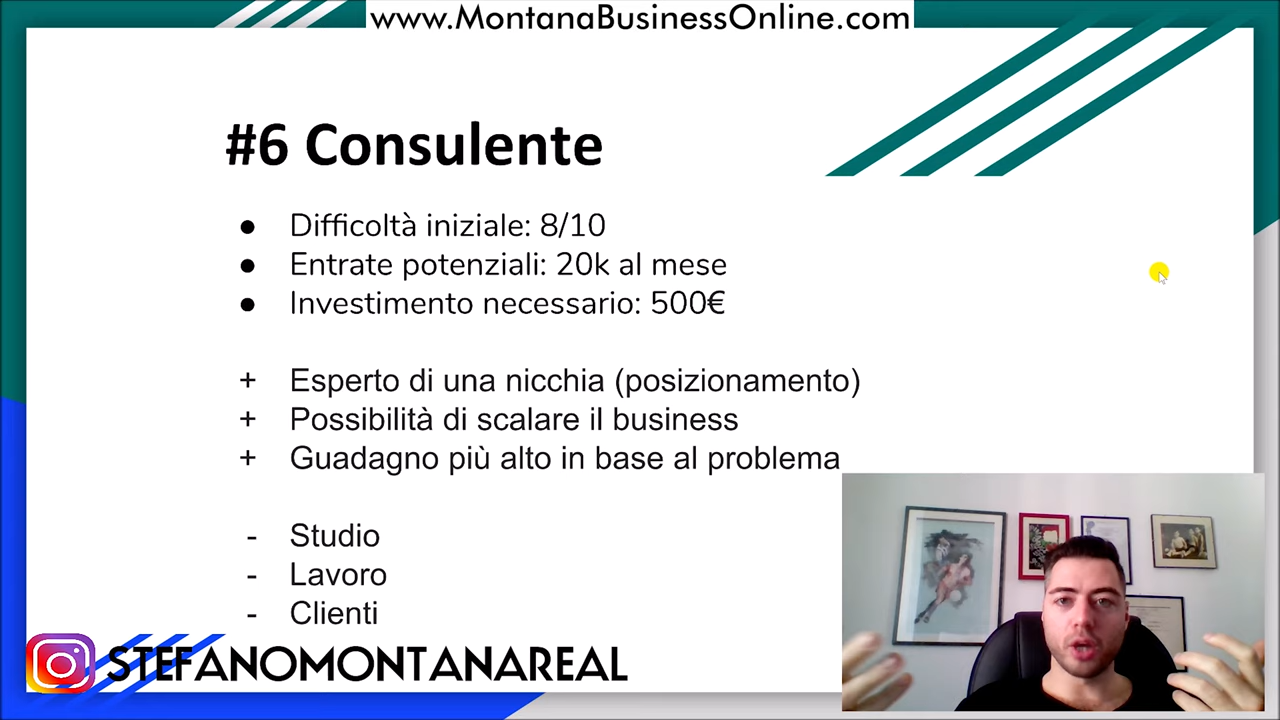 www.MontanaBusinessOnline.com
#6 Consulente
● Difficoltà iniziale: 8/10
● Entrate potenziali: 20k al mese
● Investimento necessario: 500€
+ Esperto di una nicchia (posizionamento)
+ Possibilità di scalare il business
+ Guadagno più alto in base al problema
- Studio
- Lavoro
- Clienti
STEFANOMONTANAREAL